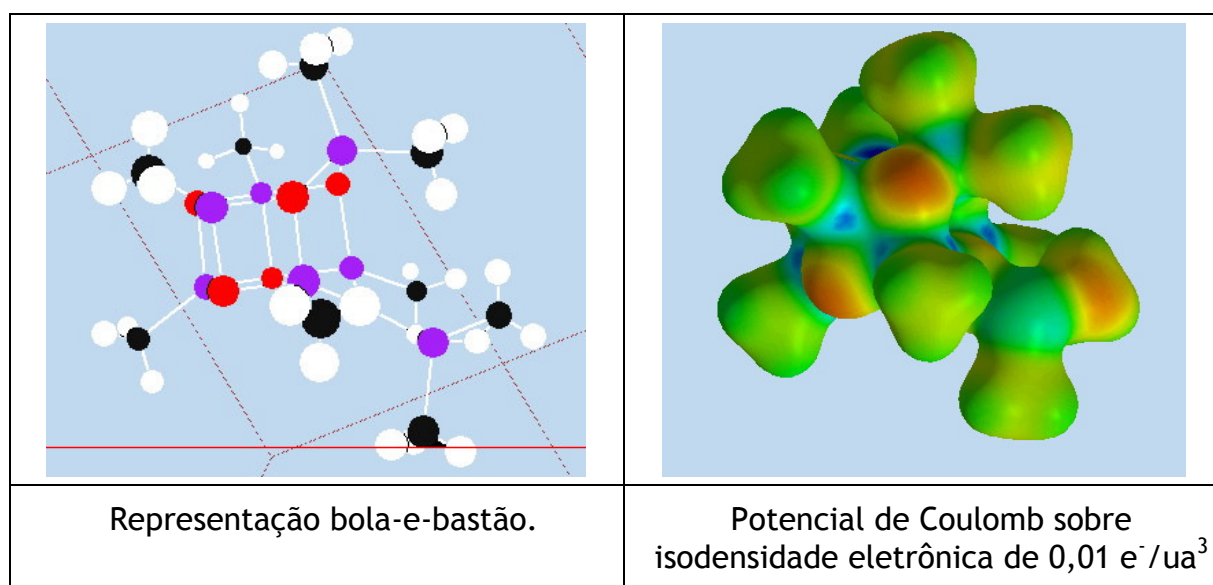 Representação bola-e-bastão.
Potencial de Coulomb sobre
isodensidade eletrônica de 0,01 e⁻/ua³